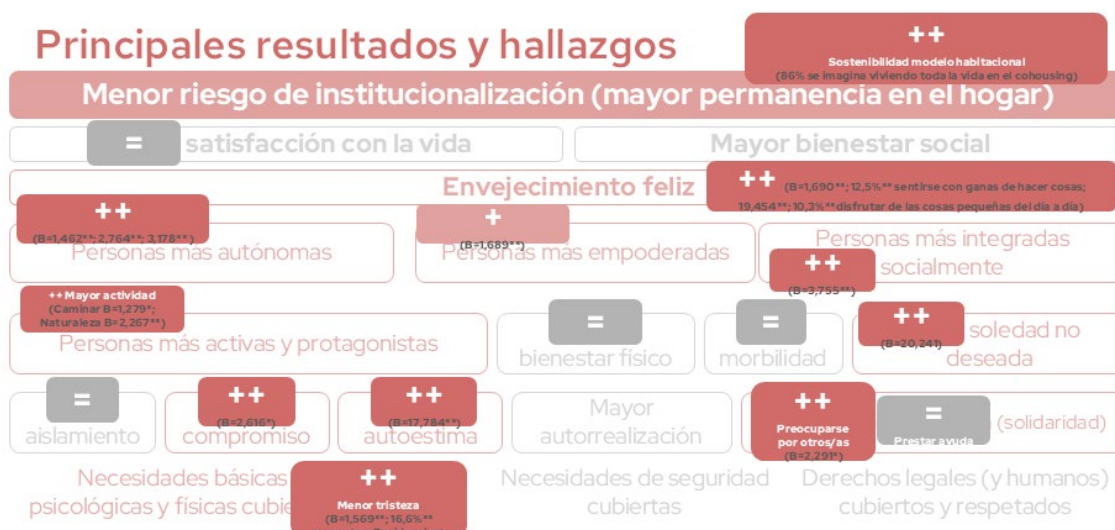 Principales resultados y hallazgos
++
Sostenibilidad modelo habitacional
(86% se imagina viviendo toda la vida en el cohousing)
Menor riesgo de institucionalización (mayor permanencia en el hogar)
=
satisfacción con la vida
Mayor bienestar social
Envejecimiento feliz
++ (B=1,690**; 12,5%** sentirse con ganas de hacer cosas;
19,454**; 10,3%** disfrutar de las cosas pequeñas del día a día)
++
(B=1,462**; 2,764**; 3,178**)
Personas más autónomas
+
(B=1,689**)
Personas más empoderadas
Personas más integradas
socialmente
++
(B=3,755**)
++ Mayor actividad
(Caminar B=1,279*;
Naturaleza B=2,267**)
Personas más activas y protagonistas
=
bienestar físico
=
morbilidad
++
(B=20,241)
soledad no
deseada
=
aislamiento
++
(B=2,616*)
compromiso
++
(B=17,784**)
autoestima
Mayor
autorrealización
++
Preocuparse
por otros/as
(B=2,291*)
=
Prestar ayuda
(solidaridad)
Necesidades básicas
psicológicas y físicas
++
Menor tristeza
(B=1,569**; 16,6%**
Necesidades de seguridad
cubiertas
Derechos legales (y humanos)
cubiertos y respetados